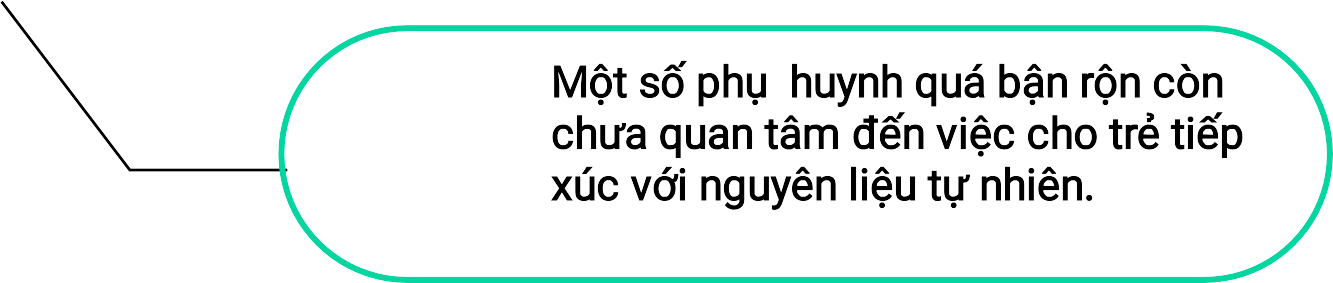 Một số phụ  huynh quá bận rộn còn
chưa quan tâm đến việc cho trẻ tiếp
xúc với nguyên liệu tự nhiên.